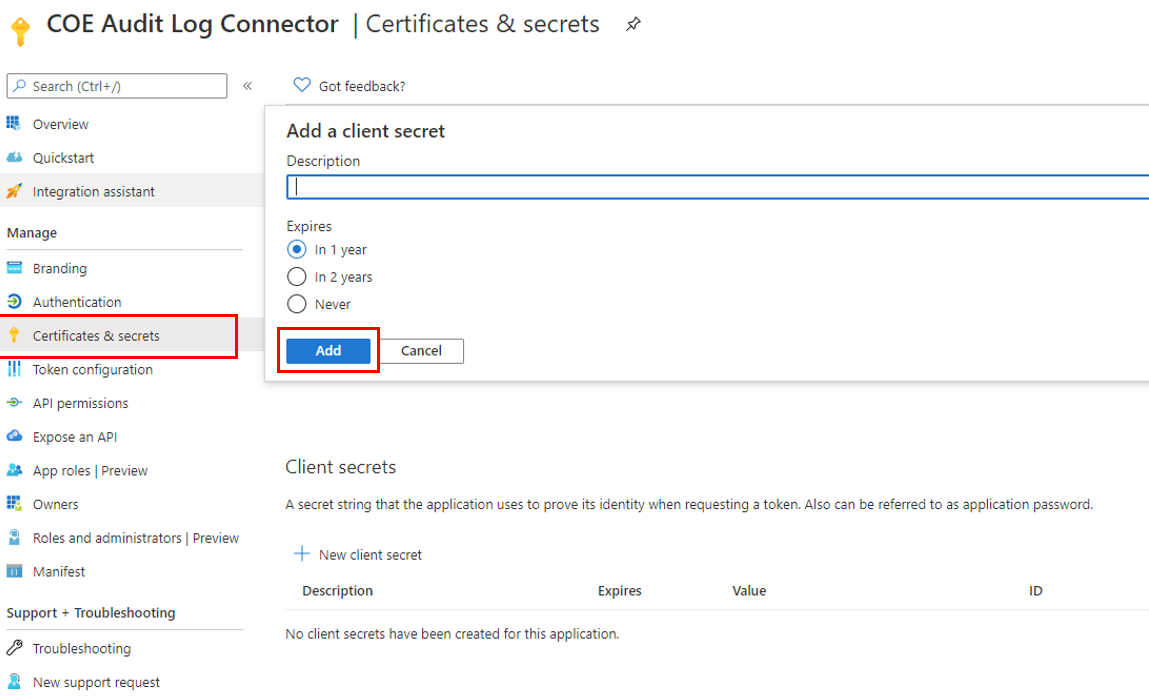 COE Audit Log Connector | Certificates & secrets
Search (Ctrl+/)
«
Got feedback?
Overview
Quickstart
Integration assistant
Manage
Branding
Authentication
Certificates & secrets
Token configuration
API permissions
Expose an API
App roles | Preview
Owners
Roles and administrators | Preview
Manifest
Support + Troubleshooting
Troubleshooting
New support request
Add a client secret
Description
Expires
In 1 year
In 2 years
Never
Add Cancel
Client secrets
A secret string that the application uses to prove its identity when requesting a token. Also can be referred to as application password.
New client secret
Description Expires Value ID
No client secrets have been created for this application.